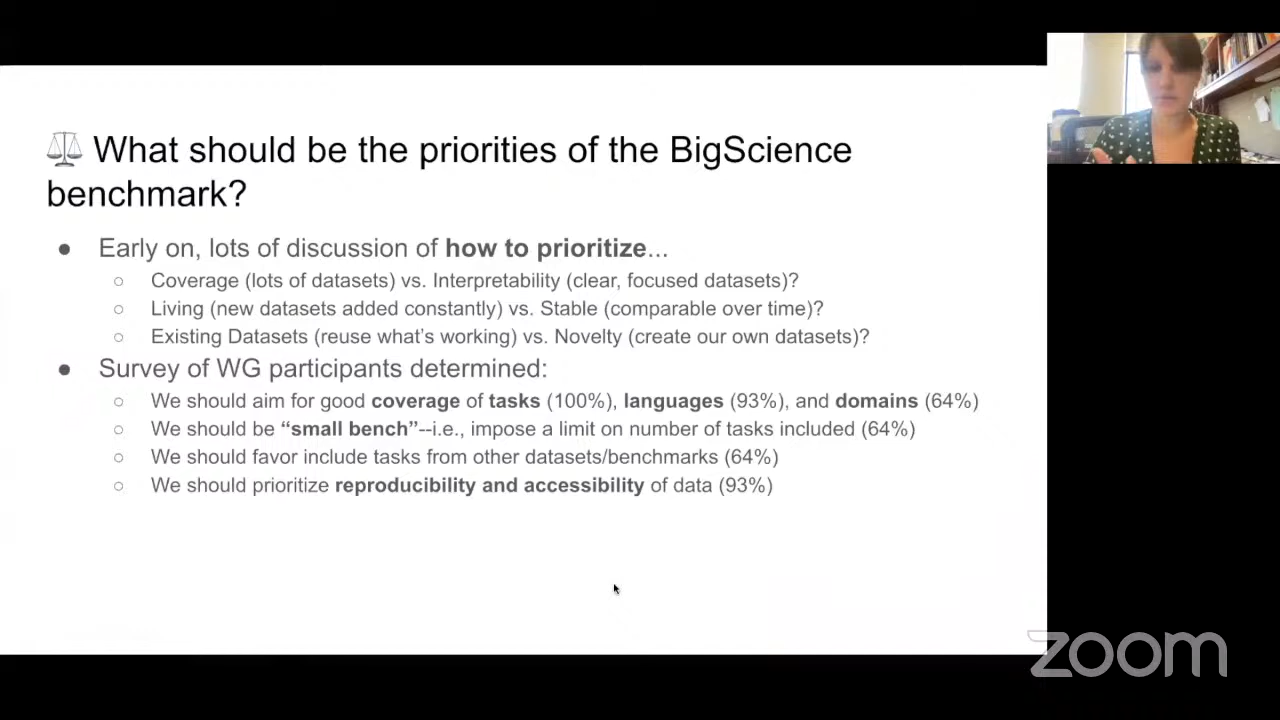 What should be the priorities of the BigScience
benchmark?
● Early on, lots of discussion of how to prioritize...
○ Coverage (lots of datasets) vs. Interpretability (clear, focused datasets)?
○ Living (new datasets added constantly) vs. Stable (comparable over time)?
○ Existing Datasets (reuse what’s working) vs. Novelty (create our own datasets)?
● Survey of WG participants determined:
○ We should aim for good coverage of tasks (100%), languages (93%), and domains (64%)
○ We should be “small bench”--i.e., impose a limit on number of tasks included (64%)
○ We should favor include tasks from other datasets/benchmarks (64%)
○ We should prioritize reproducibility and accessibility of data (93%)
zoom